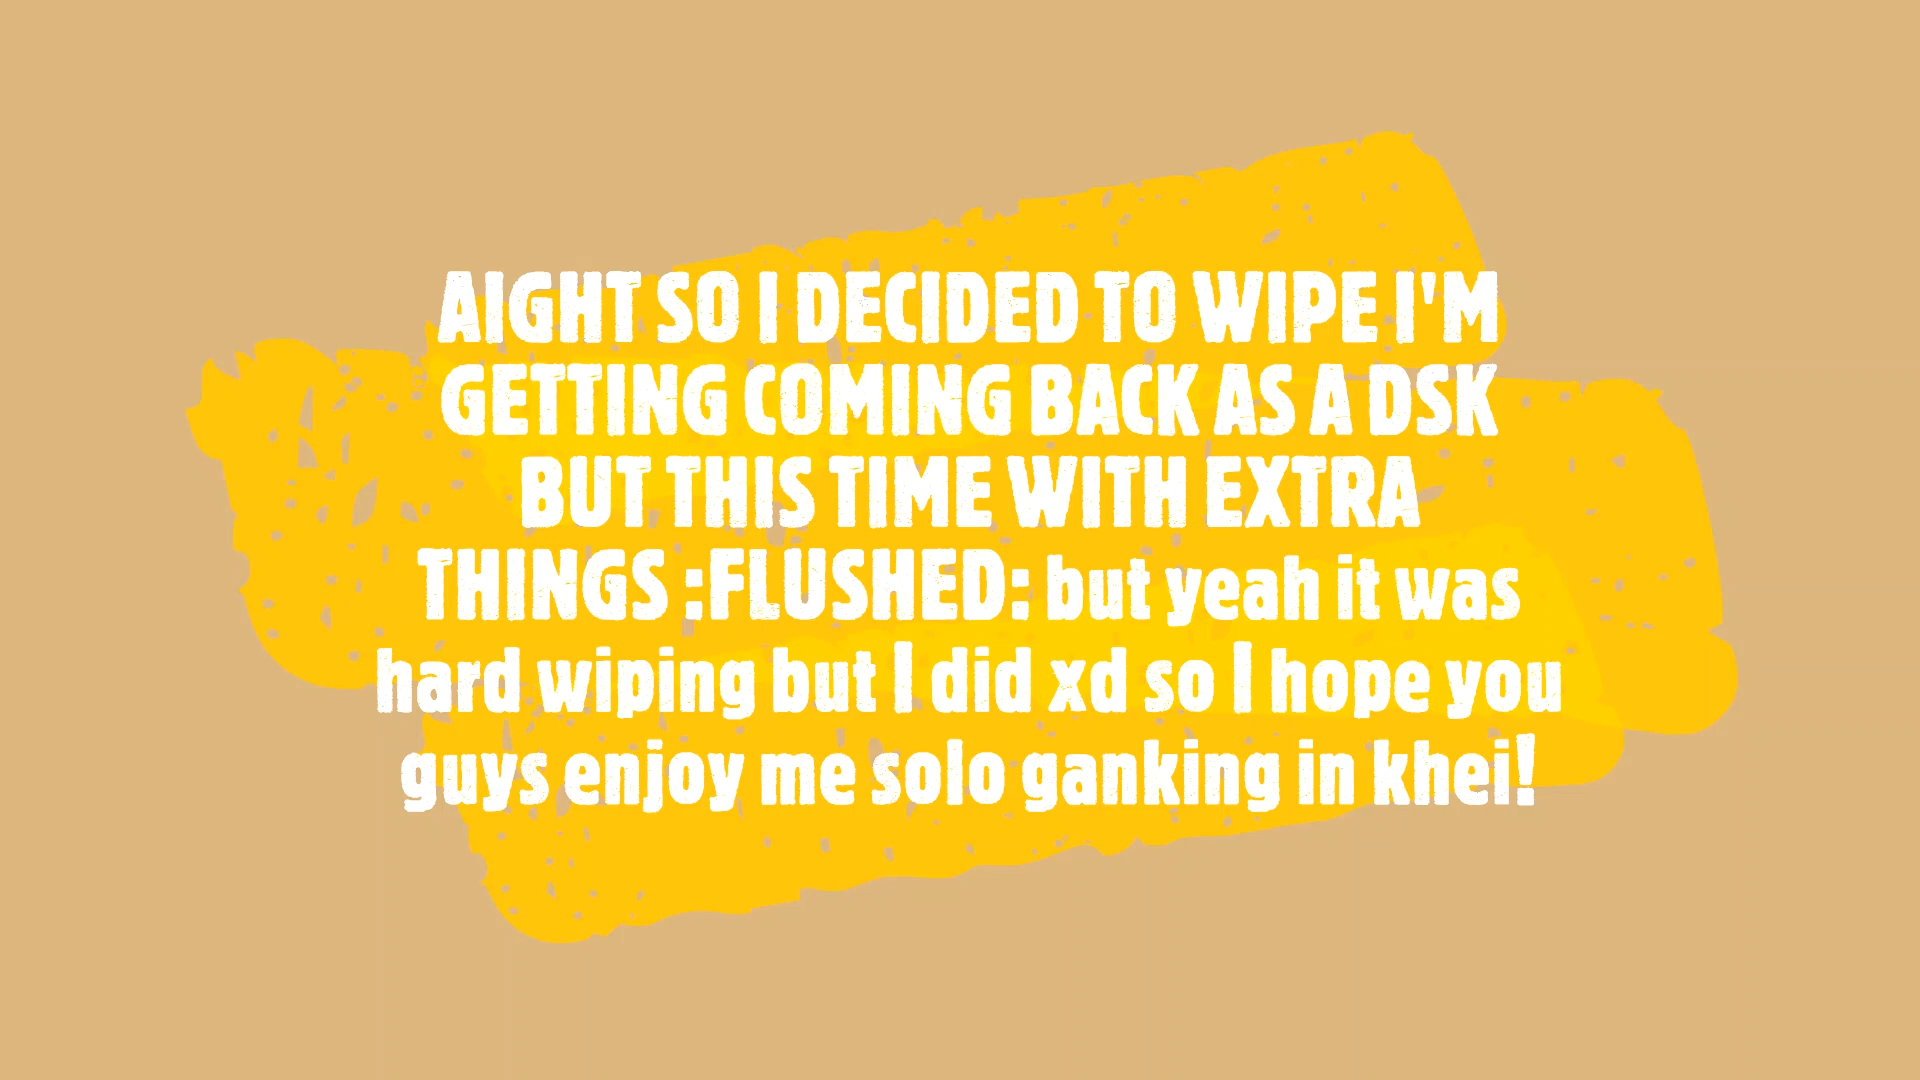 AIGHT SO I DECIDED TO WIPE I'M
GETTING COMING BACK AS A DSK
BUT THIS TIME WITH EXTRA
THINGS :FLUSHED: but yeah it was
hard wiping but I did xd so I hope you
guys enjoy me solo ganking in khei!